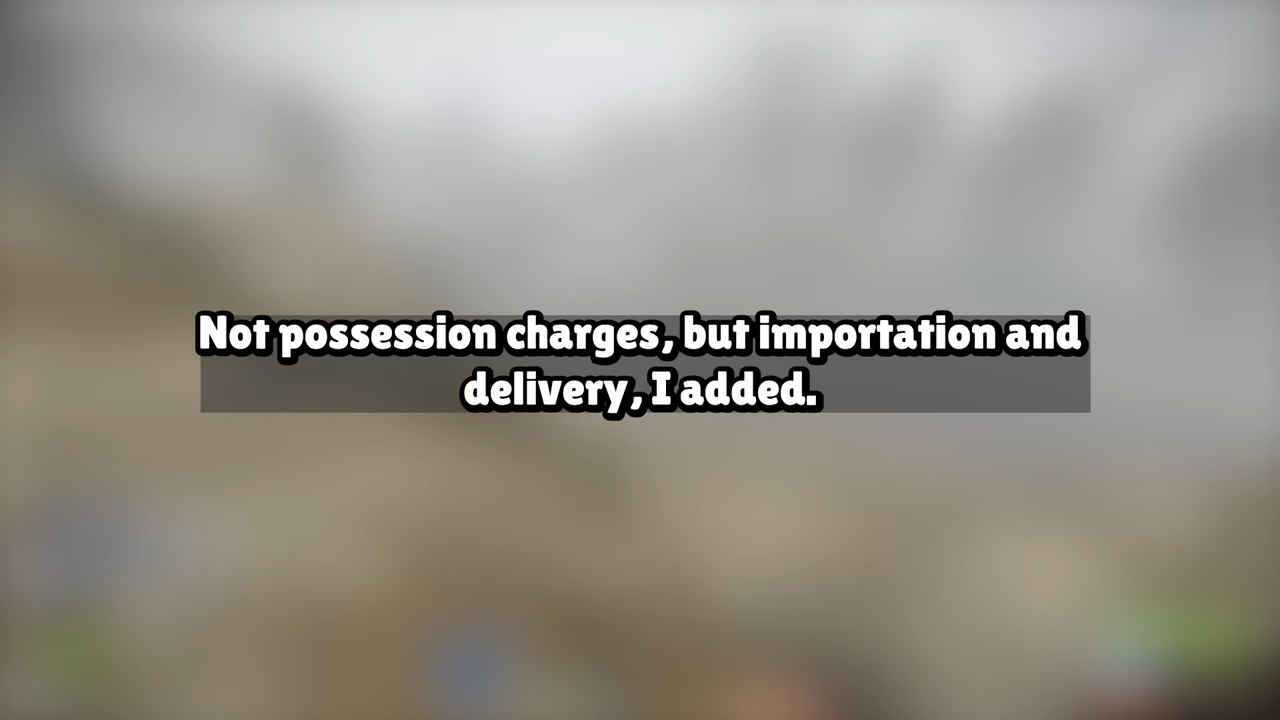 Not possession charges, but importation and
delivery, I added.